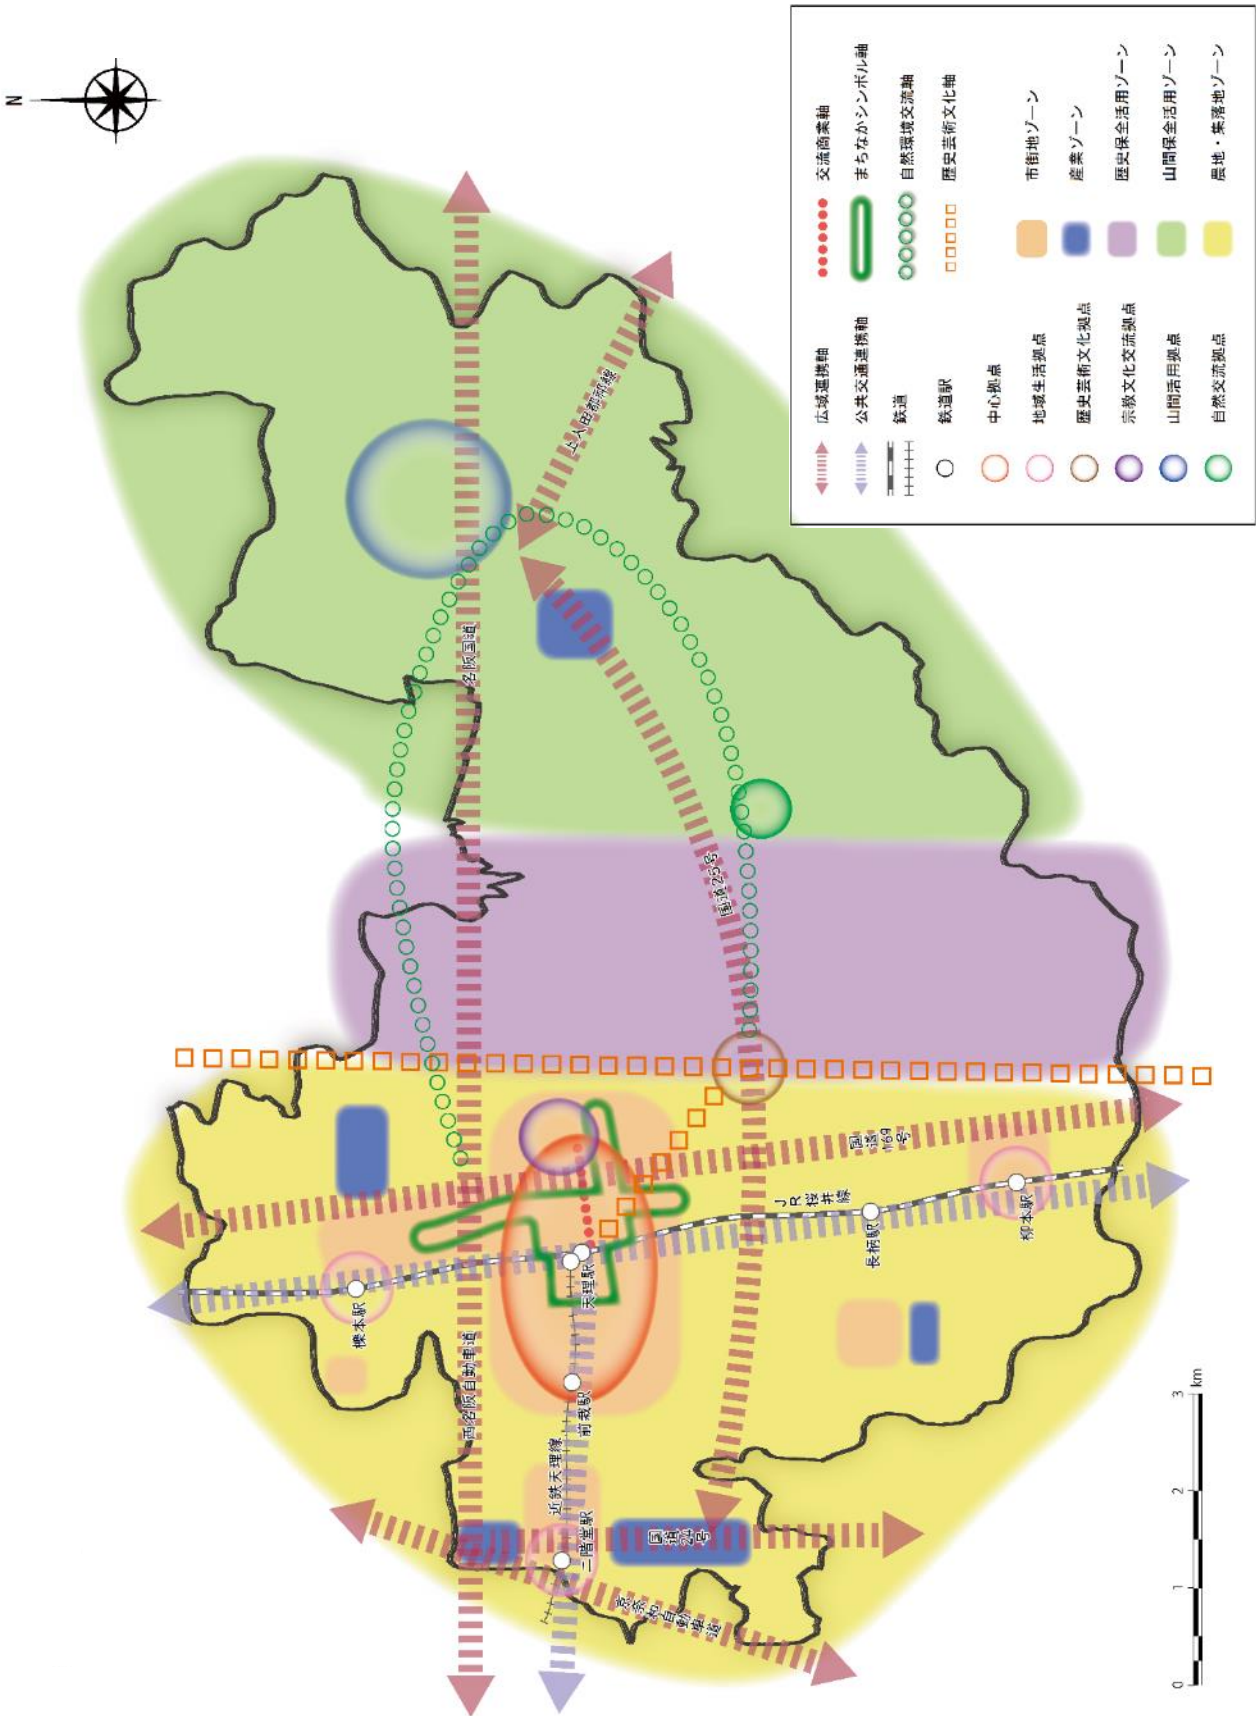 N
交流商業軸
まちなかシンボル軸
自然環境交流軸
歴史芸術文化軸
市街地ゾーン
産業ゾーン
歴史保全活用ゾーン
山間保全活用ゾーン
農地・集落地ゾーン
広域連携軸
公共交通連携軸
鉄道
鉄道駅
中心拠点
地域生活拠点
歴史芸術文化拠点
宗教文化交流拠点
山間活用拠点
自然交流拠点
上入田都祁線
名阪国道
国道25号
国道
169
号
JR
桜井
線
櫟本駅
天理駅
長柄駅
柳本駅
西名阪自動車道
前栽駅
近鉄天理線
二階堂駅
国道
24号
京奈和自動車道
0
1
2
3
km